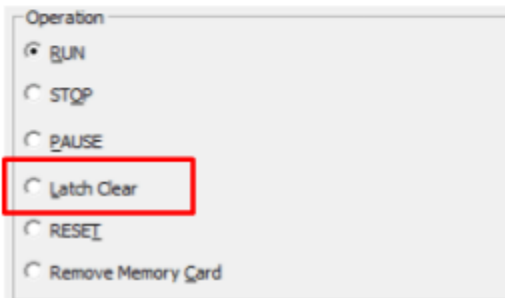 Operation
RUN
STOP
PAUSE
Latch Clear
RESET
Remove Memory Card